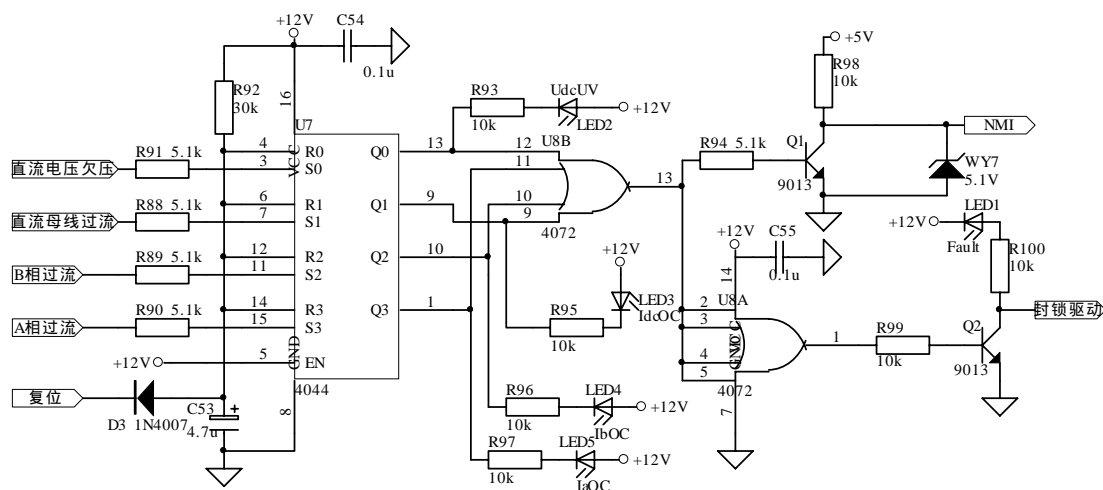 +12V
C54
0.1u
R92
30k
16
U7
VCC
直流电压欠压
R91 5.1k
4
R0
3
S0
Q0
13
直流母线过流
R88 5.1k
6
R1
7
S1
Q1
9
B相过流
R89 5.1k
12
R2
11
S2
Q2
10
A相过流
R90 5.1k
14
R3
15
S3
Q3
1
+12V
5
EN
GND
4044
8
复位
D3 1N4007
C53
+
4.7u
R93
10k
UdcUV
LED2
+12V
U8B
12
11
10
9
13
4072
+12V
LED3
IdcOC
R95
10k
R96
10k
LED4
IbOC
+12V
R97
10k
LED5
IaOC
+12V
+5V
R98
10k
R94 5.1k
Q1
9013
NMI
WY7
5.1V
+12V
C55
0.1u
14
U8A
VCC
GND
2
3
4
5
1
4072
7
R99
10k
+12V
LED1
Fault
R100
10k
Q2
9013
封锁驱动